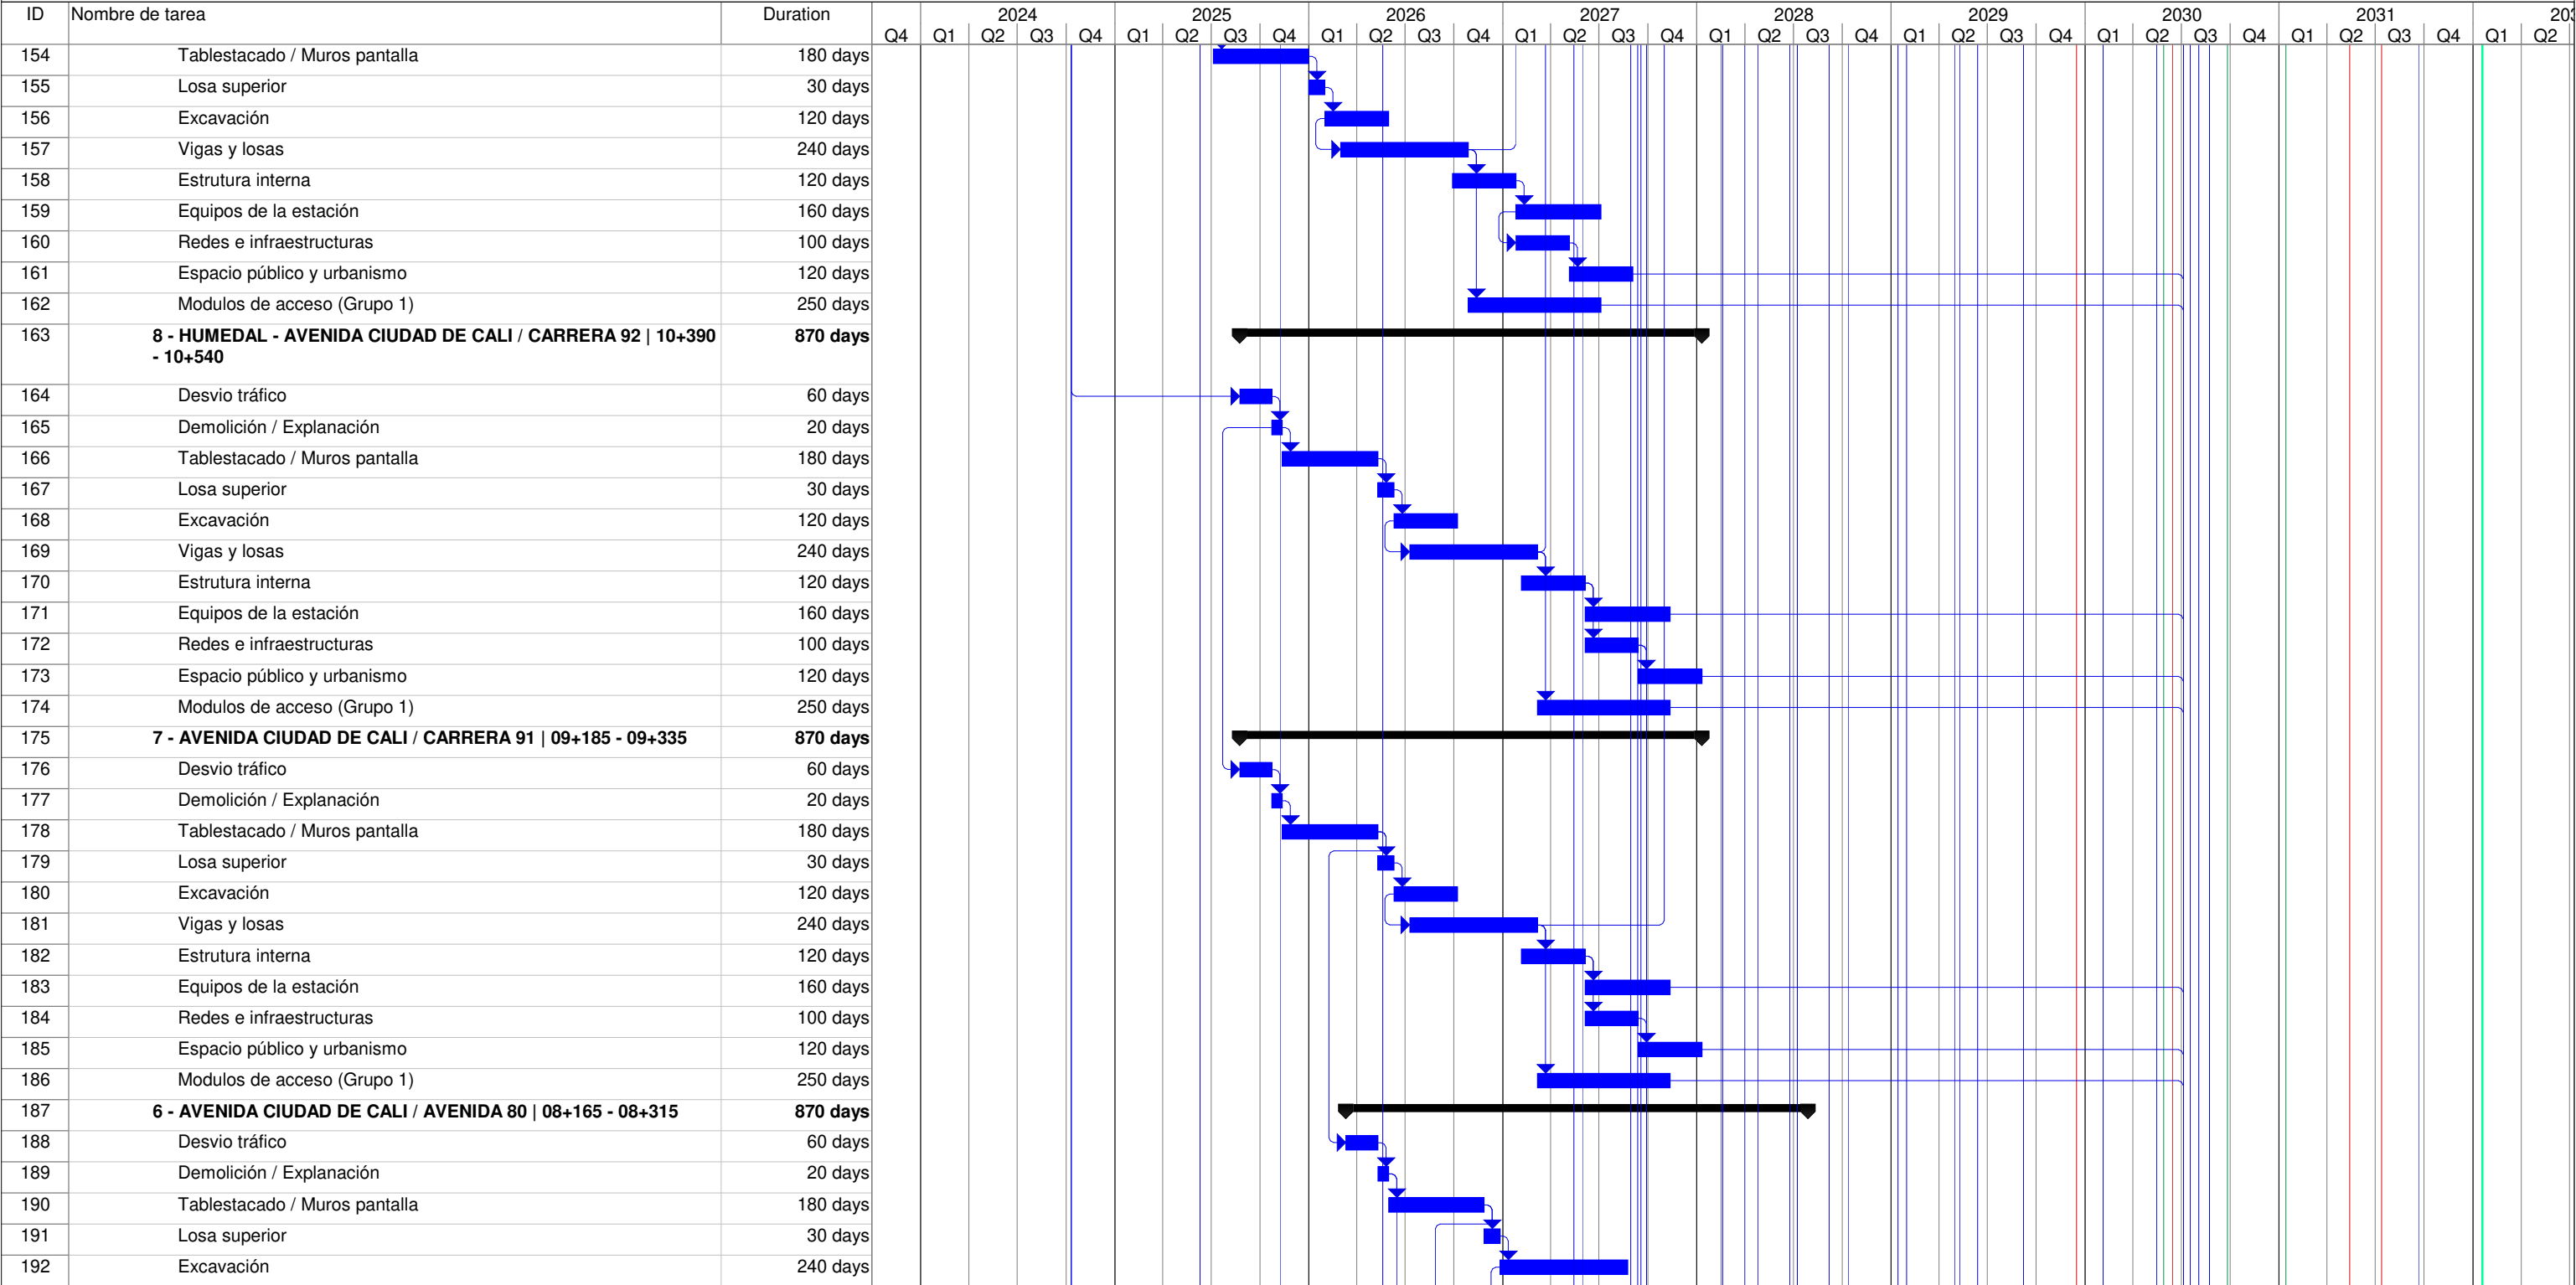 ID Nombre de tarea Duration 2024 2025 2026 2027 2028 2029 2030 2031
Q4 Q1 Q2 Q3 Q4 Q1 Q2 Q3 Q4 Q1 Q2 Q3 Q4 Q1 Q2 Q3 Q4 Q1 Q2 Q3 Q4 Q1 Q2 Q3 Q4 Q1 Q2 Q3 Q4 Q1 Q2 Q3 Q4 Q1 Q2
154 Tablestacado / Muros pantalla 180 days
155 Losa superior 30 days
156 Excavación 120 days
157 Vigas y losas 240 days
158 Estrutura interna 120 days
159 Equipos de la estación 160 days
160 Redes e infraestructuras 100 days
161 Espacio público y urbanismo 120 days
162 Modulos de acceso (Grupo 1) 250 days
163 8 - HUMEDAL - AVENIDA CIUDAD DE CALI / CARRERA 92 | 10+390 870 days
- 10+540
164 Desvio tráfico 60 days
165 Demolición / Explanación 20 days
166 Tablestacado / Muros pantalla 180 days
167 Losa superior 30 days
168 Excavación 120 days
169 Vigas y losas 240 days
170 Estrutura interna 120 days
171 Equipos de la estación 160 days
172 Redes e infraestructuras 100 days
173 Espacio público y urbanismo 120 days
174 Modulos de acceso (Grupo 1) 250 days
175 7 - AVENIDA CIUDAD DE CALI / CARRERA 91 | 09+185 - 09+335 870 days
176 Desvio tráfico 60 days
177 Demolición / Explanación 20 days
178 Tablestacado / Muros pantalla 180 days
179 Losa superior 30 days
180 Excavación 120 days
181 Vigas y losas 240 days
182 Estrutura interna 120 days
183 Equipos de la estación 160 days
184 Redes e infraestructuras 100 days
185 Espacio público y urbanismo 120 days
186 Modulos de acceso (Grupo 1) 250 days
187 6 - AVENIDA CIUDAD DE CALI / AVENIDA 80 | 08+165 - 08+315 870 days
188 Desvio tráfico 60 days
189 Demolición / Explanación 20 days
190 Tablestacado / Muros pantalla 180 days
191 Losa superior 30 days
192 Excavación 240 days